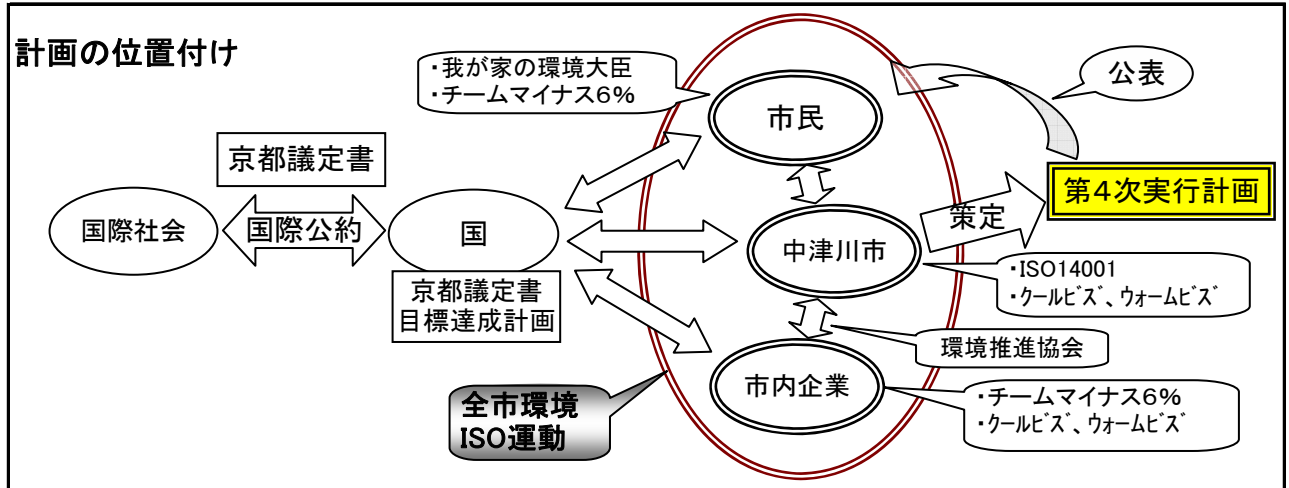 計画の位置付け
・我が家の環境大臣
・チームマイナス6%
市民
公表
京都議定書
第4次実行計画
国際社会
国際公約
国
中津川市
策定
京都議定書
目標達成計画
・ISO14001
・クールビズ、ウォームビズ
環境推進協会
市内企業
全市環境
ISO運動
・チームマイナス6%
・クールビズ、ウォームビズ